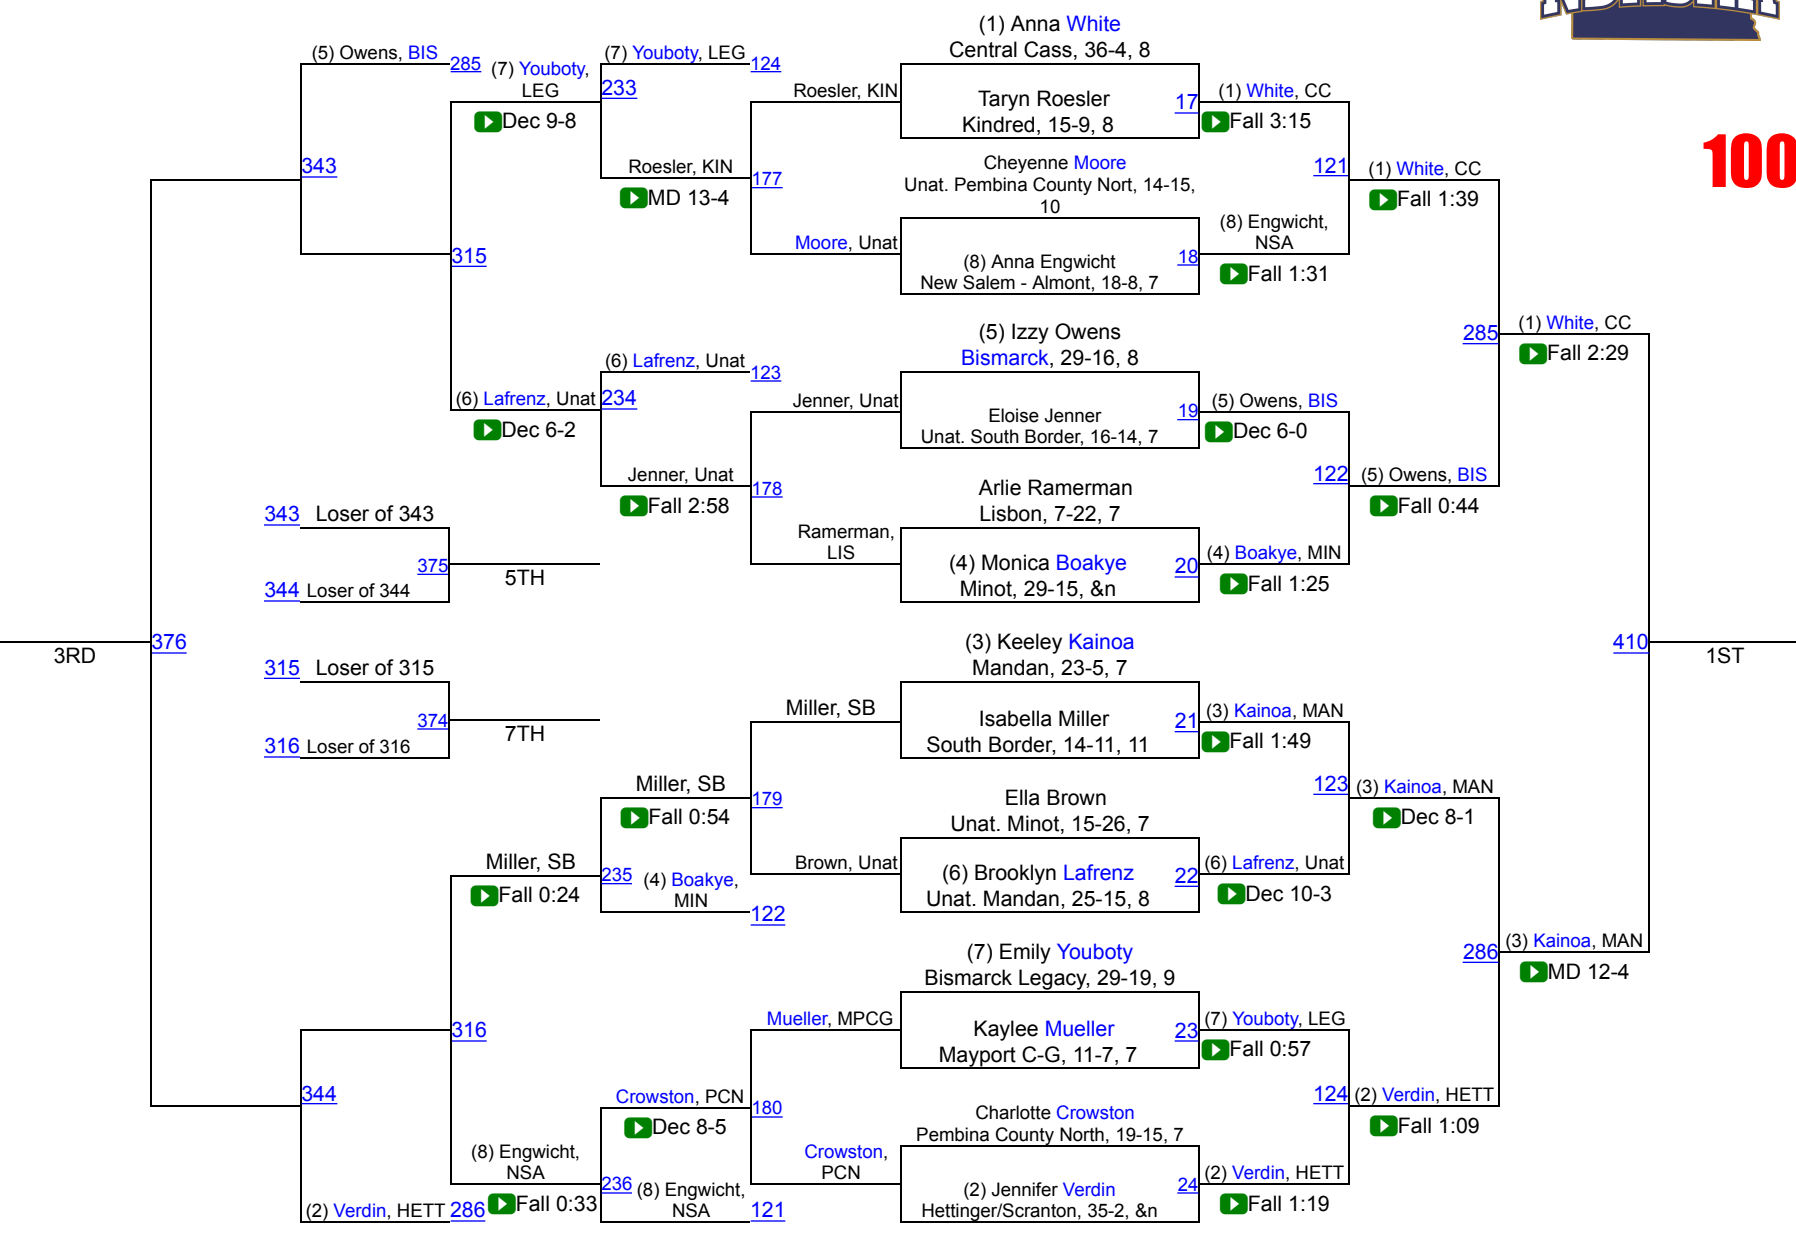 (1) Anna White
Central Cass, 36-4, 8
Taryn Roesler
Kindred, 15-9, 8
Cheyenne Moore
Unat. Pembina County Nort, 14-15,
10
(8) Anna Engwicht
New Salem - Almont, 18-8, 7
(5) Izzy Owens
Bismarck, 29-16, 8
Eloise Jenner
Unat. South Border, 16-14, 7
Arlie Ramerman
Lisbon, 7-22, 7
(4) Monica Boakye
Minot, 29-15, &n
(3) Keeley Kainoa
Mandan, 23-5, 7
Isabella Miller
South Border, 14-11, 11
Ella Brown
Unat. Minot, 15-26, 7
(6) Brooklyn Lafrenz
Unat. Mandan, 25-15, 8
(7) Emily Youboty
Bismarck Legacy, 29-19, 9
Kaylee Mueller
Mayport C-G, 11-7, 7
Charlotte Crowston
Pembina County North, 19-15, 7
(2) Jennifer Verdin
Hettinger/Scranton, 35-2, &n
17
(1) White, CC
Fall 3:15
18
(8) Engwicht,
NSA
Fall 1:31
19
(5) Owens, BIS
Dec 6-0
20
(4) Boakye, MIN
Fall 1:25
21
(3) Kainoa, MAN
Fall 1:49
22
(6) Lafrenz, Unat
Dec 10-3
23
(7) Youboty, LEG
Fall 0:57
24
(2) Verdin, HETT
Fall 1:19
121
(1) White, CC
Fall 1:39
122
(5) Owens, BIS
Fall 0:44
123
(3) Kainoa, MAN
Dec 8-1
124
(2) Verdin, HETT
Fall 1:09
285
(1) White, CC
Fall 2:29
286
(3) Kainoa, MAN
MD 12-4
410
1ST
100
Roesler, KIN
Moore, Unat
Jenner, Unat
Ramerman,
LIS
Miller, SB
Brown, Unat
Mueller, MPCG
Crowston,
PCN
(7) Youboty, LEG
124
Roesler, KIN
177
MD 13-4
(6) Lafrenz, Unat
123
Jenner, Unat
178
Fall 2:58
Miller, SB
179
Fall 0:54
(4) Boakye,
MIN
122
Crowston, PCN
180
Dec 8-5
(8) Engwicht,
NSA
121
(7) Youboty,
LEG
233
Dec 9-8
(6) Lafrenz, Unat
234
Dec 6-2
Miller, SB
235
Fall 0:24
(8) Engwicht,
NSA
236
Fall 0:33
(5) Owens, BIS
285
315
316
(2) Verdin, HETT
286
343
344
343 Loser of 343
344 Loser of 344
375
5TH
315 Loser of 315
316 Loser of 316
374
7TH
376
3RD